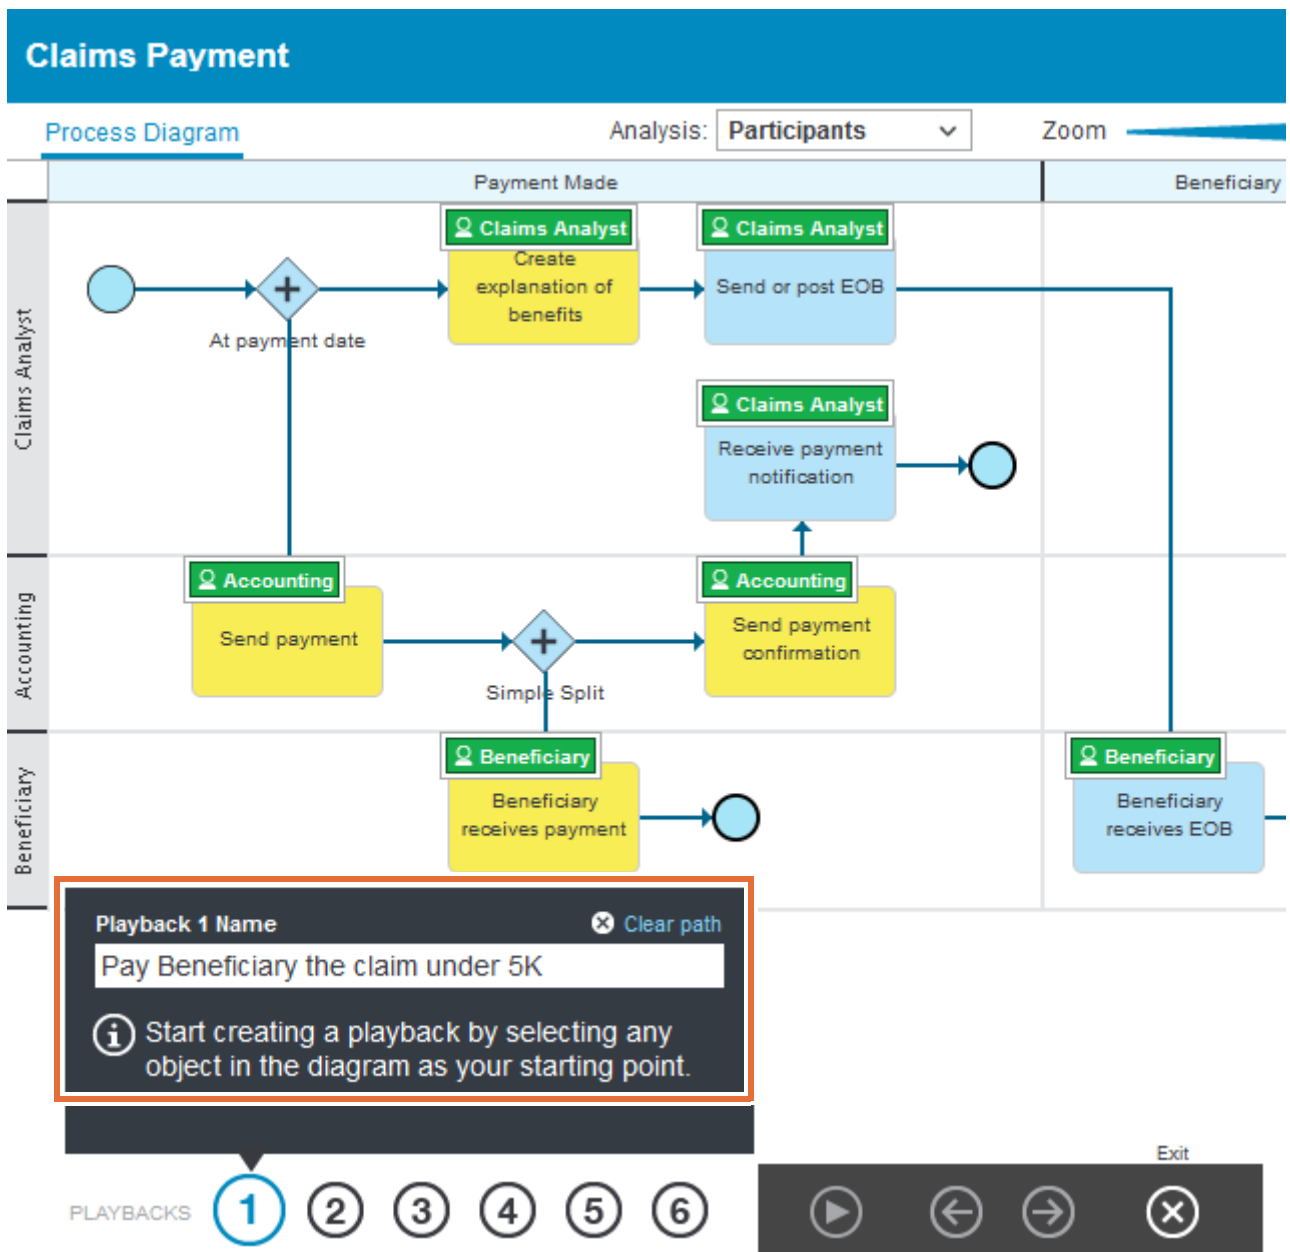 Claims Payment
Process Diagram
Analysis: Participants
Zoom
Payment Made
Beneficiary
Claims Analyst
Claims Analyst
Claims Analyst
Create
explanation of
benefits
Send or post EOB
At payment date
Claims Analyst
Receive payment
notification
Accounting
Accounting
Accounting
Send payment
Send payment
confirmation
Simple Split
Beneficiary
Beneficiary
Beneficiary
Beneficiary
receives payment
Beneficiary
receives EOB
Playback 1 Name
Clear path
Pay Beneficiary the claim under 5K
Start creating a playback by selecting any
object in the diagram as your starting point.
Exit
PLAYBACKS 1 2 3 4 5 6